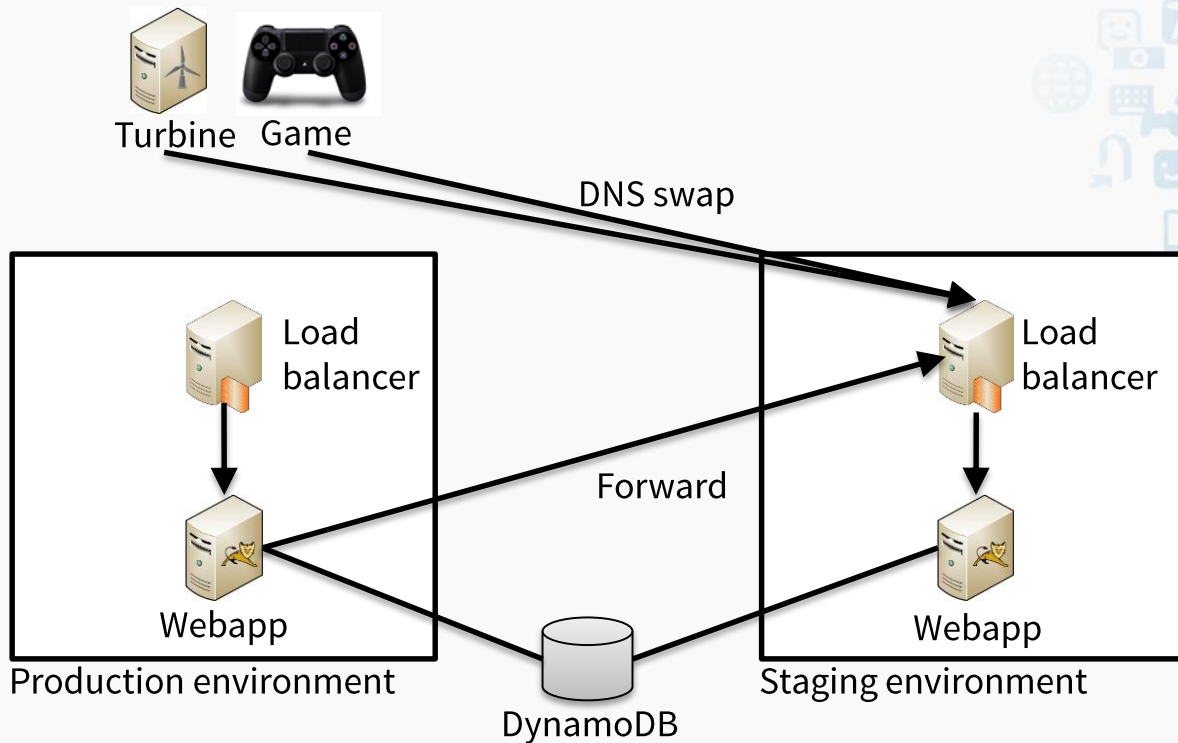 Turbine
Game
DNS swap
Load
balancer
Load
balancer
Forward
Webapp
Webapp
Production environment
Staging environment
DynamoDB